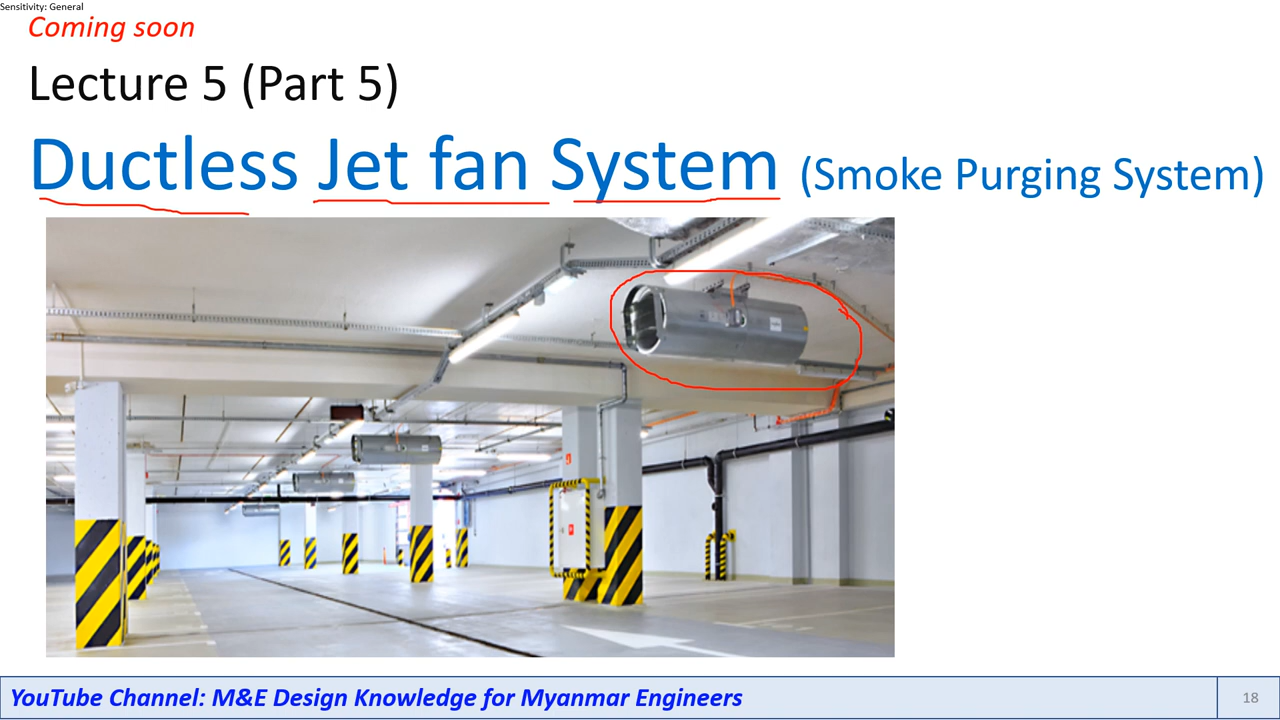 Sensitivity: General
Coming soon
Lecture 5 (Part 5)
Ductless Jet fan System (Smoke Purging System)
YouTube Channel: M&E Design Knowledge for Myanmar Engineers
18